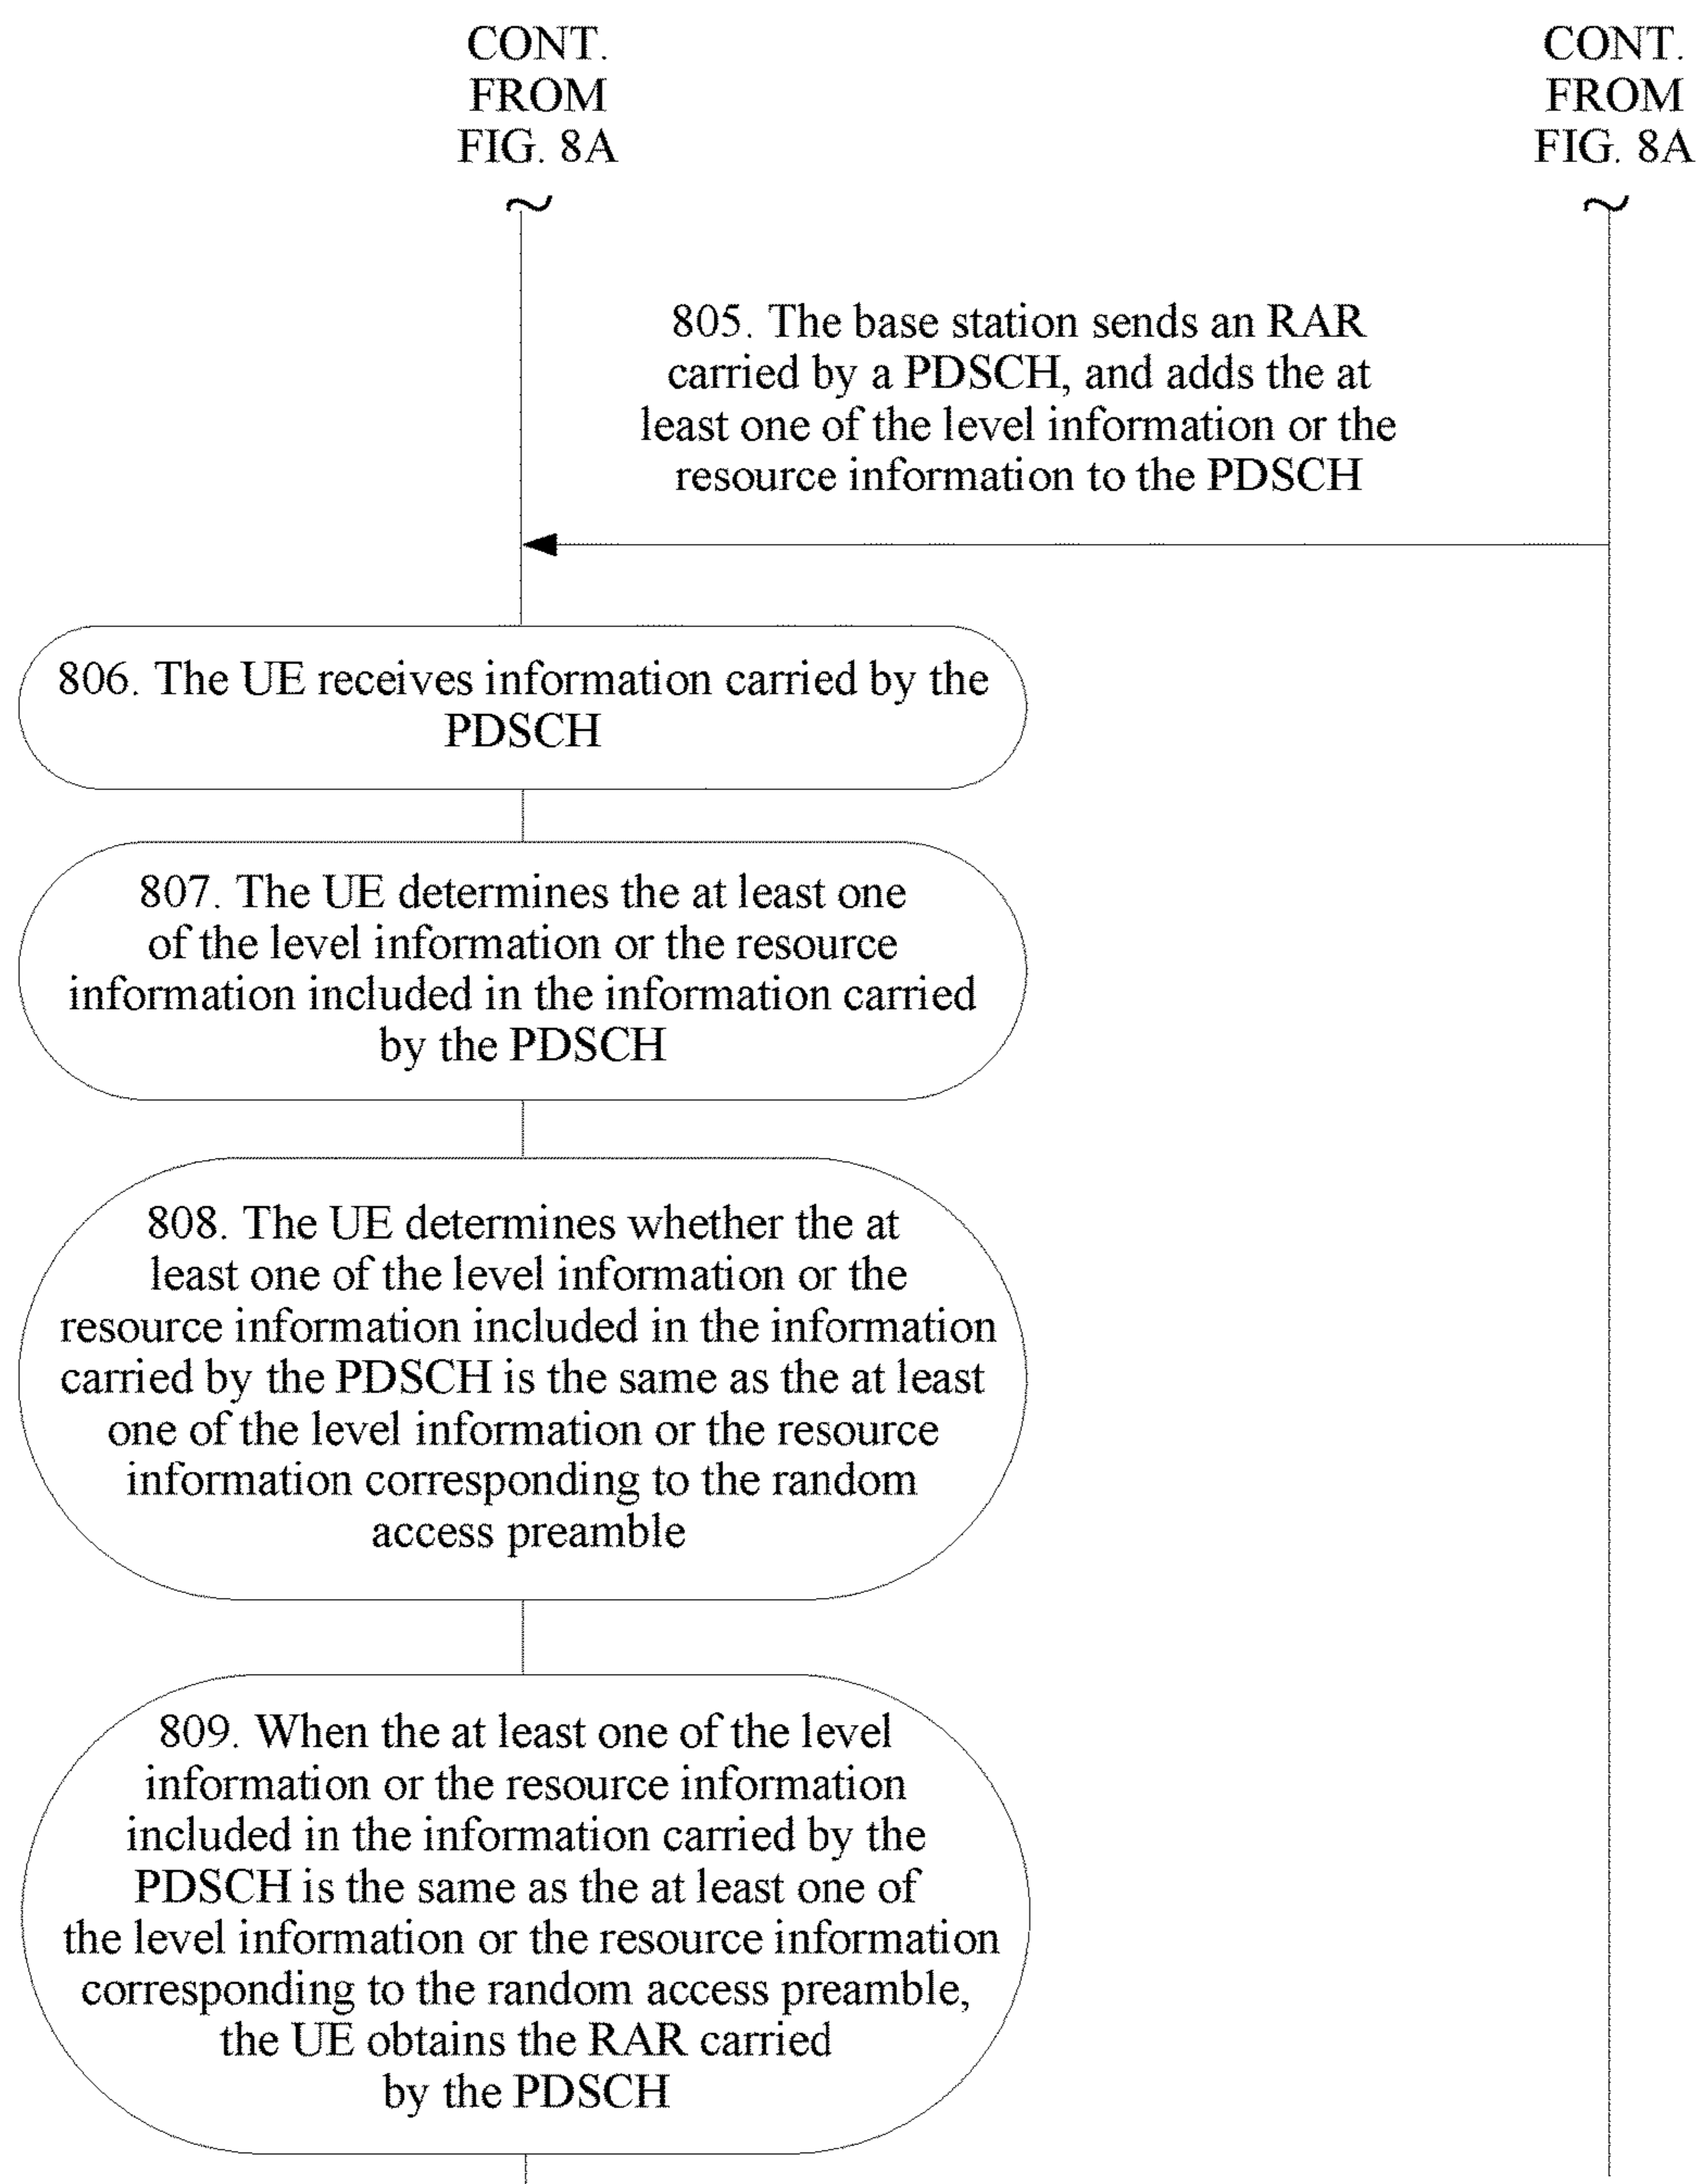 CONT.
FROM
FIG. 8A
CONT.
FROM
FIG. 8A
805. The base station sends an RAR
carried by a PDSCH, and adds the at
least one of the level information or the
resource information to the PDSCH
806. The UE receives information carried by the
PDSCH
807. The UE determines the at least one
of the level information or the resource
information included in the information carried
by the PDSCH
808. The UE determines whether the at
least one of the level information or the
resource information included in the information
carried by the PDSCH is the same as the at least
one of the level information or the resource
information corresponding to the random
access preamble
809. When the at least one of the level
information or the resource information
included in the information carried by the
PDSCH is the same as the at least one of
the level information or the resource information
corresponding to the random access preamble,
the UE obtains the RAR carried
by the PDSCH